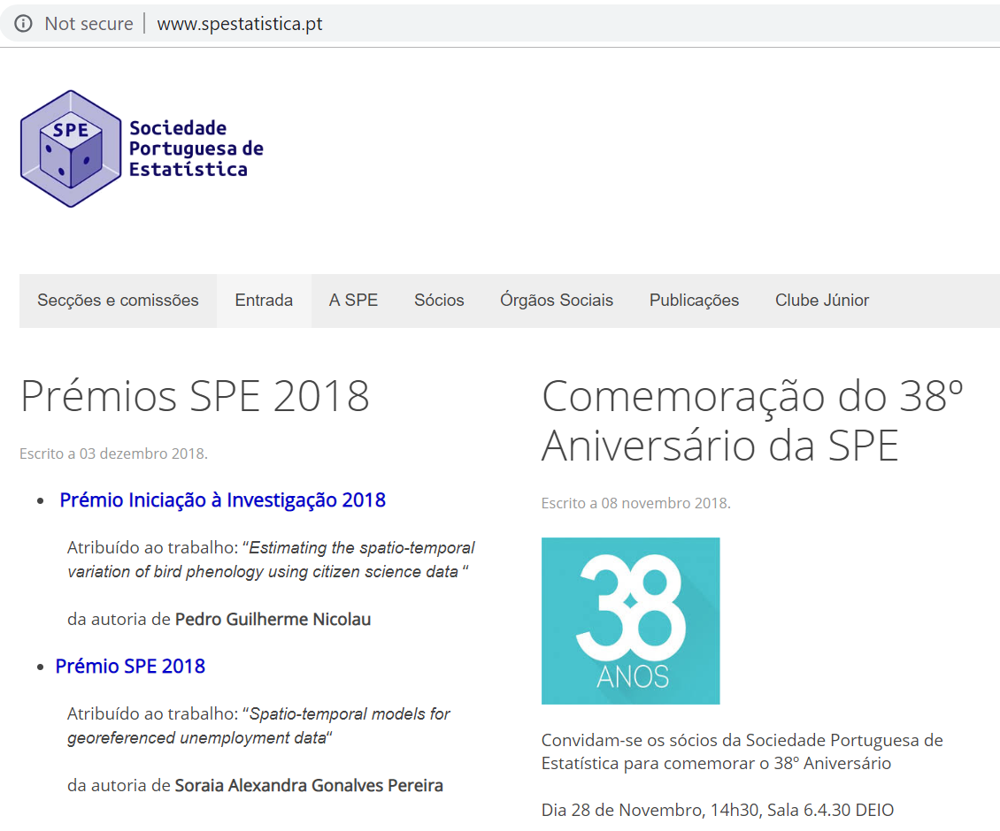 Not secure | www.spestatistica.pt
SPE
Sociedade
Portuguesa de
Estatística
Secções e comissões Entrada A SPE Sócios Órgãos Sociais Publicações Clube Júnior
Prémios SPE 2018
Escrito a 03 dezembro 2018.
• Prémio Iniciação à Investigação 2018
Atribuído ao trabalho: “Estimating the spatio-temporal
variation of bird phenology using citizen science data “
da autoria de Pedro Guilherme Nicolau
• Prémio SPE 2018
Atribuído ao trabalho: “Spatio-temporal models for
georeferenced unemployment data“
da autoria de Soraia Alexandra Gonalves Pereira
Comemoração do 38º
Aniversário da SPE
Escrito a 08 novembro 2018.
38
ANOS
Convidam-se os sócios da Sociedade Portuguesa de
Estatística para comemorar o 38º Aniversário
Dia 28 de Novembro, 14h30, Sala 6.4.30 DEIO